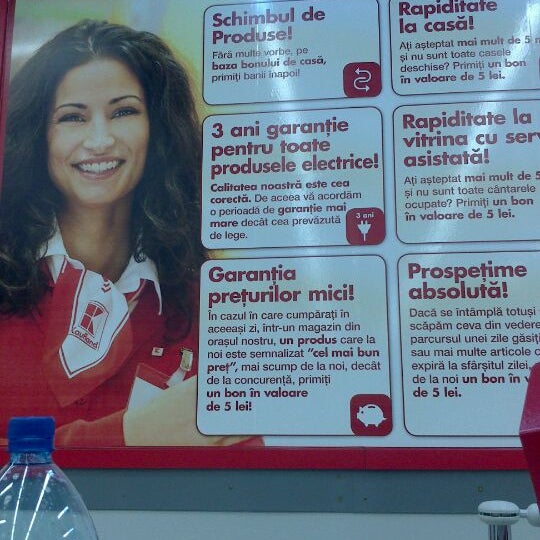 Schimbul de
Produse!
Fără multe vorbe, pe
baza bonului de casă,
primiți banii înapoi!
Rapiditate
la casă!
Ați așteptat mai mult de 5
și nu sunt toate casele
deschise? Primiți un bon
în valoare de 5 lei.
3 ani garanție
pentru toate
produsele electrice!
Calitatea noastră este cea
corectă. De aceea vă acordăm
o perioadă de garanție mai
mare decât cea prevăzută
de lege.
3 ani
Rapiditate la
vitrina cu
asistată!
Ați așteptat mai mult de 5
și nu sunt toate cântarele
ocupate? Primiți un bon
în valoare de 5 lei.
Garanția
prețurilor mici!
În cazul în care cumpărați în
aceeași zi, într-un magazin din
orașul nostru, un produs care la
noi este semnalizat "cel mai bun
preț", mai scump de la noi, decât
de la concurență, primiți
un bon în valoare
de 5 lei!
Prospețime
absolută!
Dacă se întâmplă totuși
scăpăm ceva din vedere
parcursul unei zile găsiți
sau mai multe articole
expiră la sfârșitul zilei,
de la noi un bon în
de 5 lei.
Kaufland